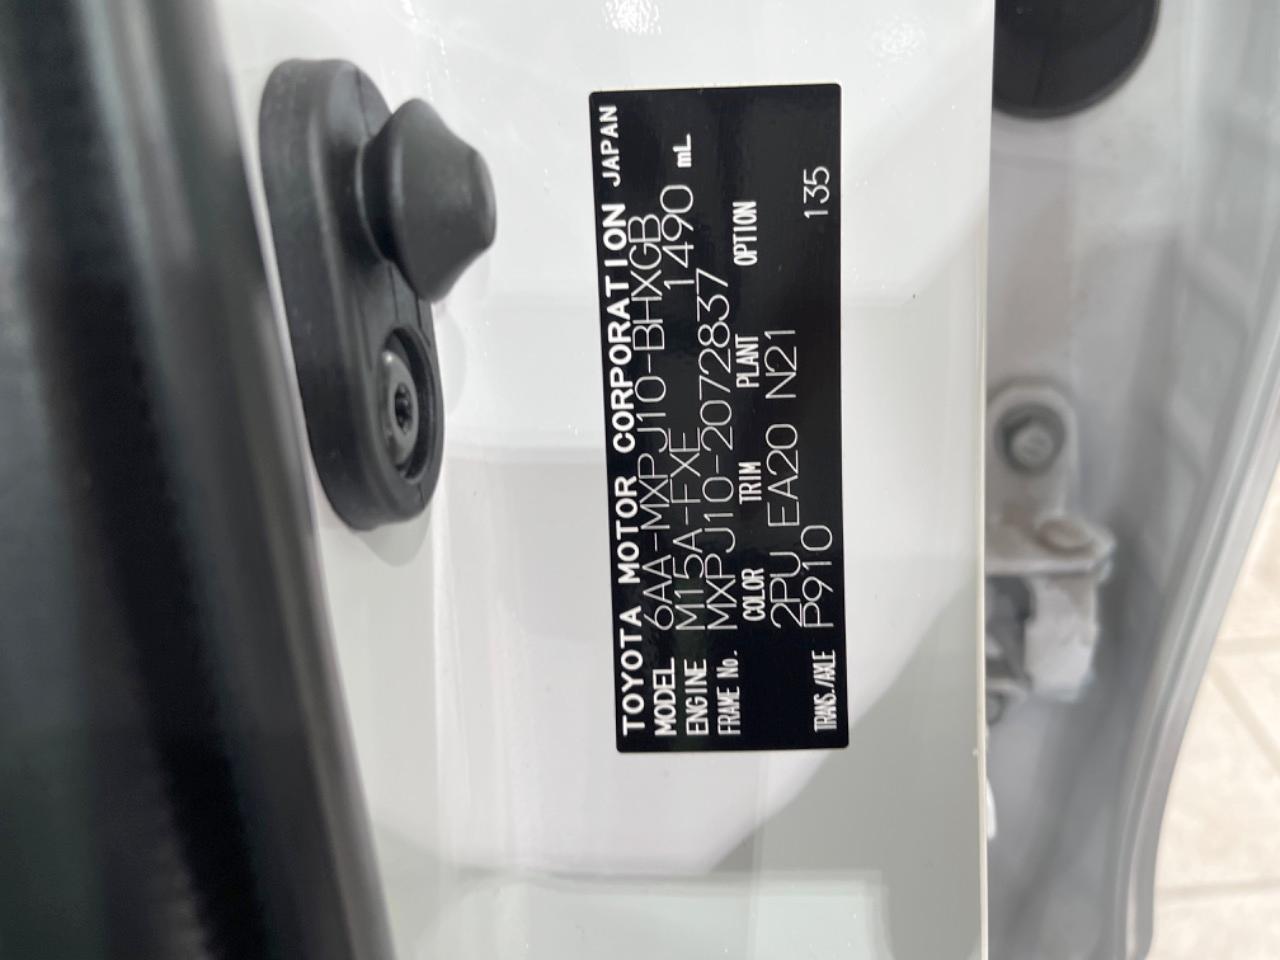 TOYOTA MOTOR CORPORATION JAPAN
MODEL 6AA-MXPJ10-BHXGB
ENGINE M15A-FXE 1490 mL
FRAME No. MXPJ10-2072837
COLOR TRIM PLANT OPTION
2PU EA20 N21
TRANS./AXLE P910 135